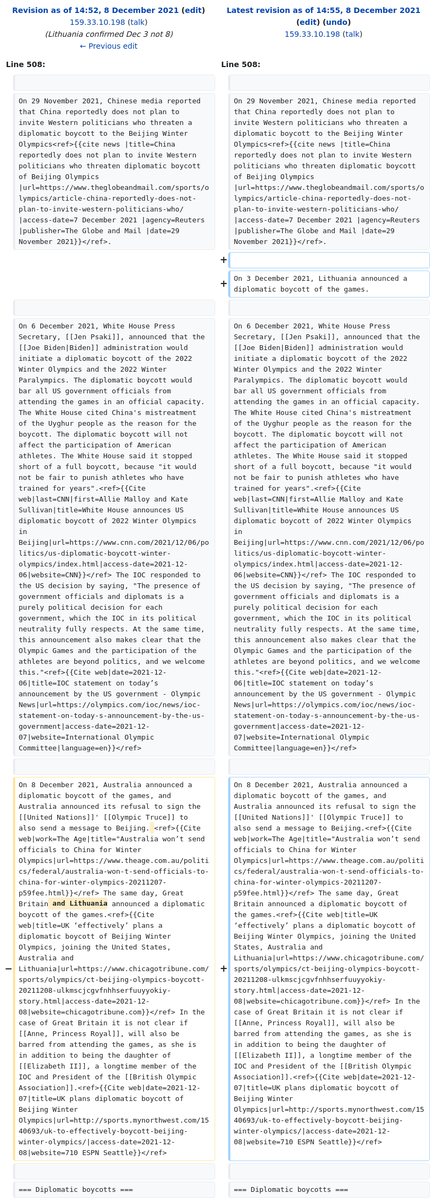 Revision as of 14:52, 8 December 2021 (edit)
159.33.10.198 (talk)
(Lithuania confirmed Dec 3 not 8)
← Previous edit
Latest revision as of 14:55, 8 December 2021
(edit) (undo)
159.33.10.198 (talk)
Line 508:
Line 508:
On 29 November 2021, Chinese media reported
that China reportedly does not plan to
invite Western politicians who threaten a
diplomatic boycott to the Beijing Winter
Olympics<ref>{{cite news |title=China
reportedly does not plan to invite Western
politicians who threaten diplomatic boycott
of Beijing Olympics
|url=https://www.theglobeandmail.com/sports/o
lympics/article-china-reportedly-does-not-
plan-to-invite-western-politicians-who/
|access-date=7 December 2021 |agency=Reuters
|publisher=The Globe and Mail |date=29
November 2021}}</ref>.
On 29 November 2021, Chinese media reported
that China reportedly does not plan to
invite Western politicians who threaten a
diplomatic boycott to the Beijing Winter
Olympics<ref>{{cite news |title=China
reportedly does not plan to invite Western
politicians who threaten diplomatic boycott
of Beijing Olympics
|url=https://www.theglobeandmail.com/sports/o
lympics/article-china-reportedly-does-not-
plan-to-invite-western-politicians-who/
|access-date=7 December 2021 |agency=Reuters
|publisher=The Globe and Mail |date=29
November 2021}}</ref>.
+
+
On 3 December 2021, Lithuania announced a
diplomatic boycott of the games.
On 6 December 2021, White House Press
Secretary, [[Jen Psaki]], announced that the
[[Joe Biden|Biden]] administration would
initiate a diplomatic boycott of the 2022
Winter Olympics and the 2022 Winter
Paralympics. The diplomatic boycott would
bar all US government officials from
attending the games in an official capacity.
The White House cited China's mistreatment
of the Uyghur people as the reason for the
boycott. The diplomatic boycott will not
affect the participation of American
athletes. The White House said it stopped
short of a full boycott, because "it would
not be fair to punish athletes who have
trained for years".<ref>{{Cite
web|last=CNN|first=Allie Malloy and Kate
Sullivan|title=White House announces US
diplomatic boycott of 2022 Winter Olympics
in
Beijing|url=https://www.cnn.com/2021/12/06/po
litics/us-diplomatic-boycott-winter-
olympics/index.html|access-date=2021-12-
06|website=CNN}}</ref> The IOC responded to
the US decision by saying, "The presence of
government officials and diplomats is a
purely political decision for each
government, which the IOC in its political
neutrality fully respects. At the same time,
this announcement also makes clear that the
Olympic Games and the participation of the
athletes are beyond politics, and we welcome
this."<ref>{{Cite web|date=2021-12-
06|title=IOC statement on today’s
announcement by the US government - Olympic
News|url=https://olympics.com/ioc/news/ioc-
statement-on-today-s-announcement-by-the-us-
government|access-date=2021-12-
07|website=International Olympic
Committee|language=en}}</ref>
On 6 December 2021, White House Press
Secretary, [[Jen Psaki]], announced that the
[[Joe Biden|Biden]] administration would
initiate a diplomatic boycott of the 2022
Winter Olympics and the 2022 Winter
Paralympics. The diplomatic boycott would
bar all US government officials from
attending the games in an official capacity.
The White House cited China's mistreatment
of the Uyghur people as the reason for the
boycott. The diplomatic boycott will not
affect the participation of American
athletes. The White House said it stopped
short of a full boycott, because "it would
not be fair to punish athletes who have
trained for years".<ref>{{Cite
web|last=CNN|first=Allie Malloy and Kate
Sullivan|title=White House announces US
diplomatic boycott of 2022 Winter Olympics
in
Beijing|url=https://www.cnn.com/2021/12/06/po
litics/us-diplomatic-boycott-winter-
olympics/index.html|access-date=2021-12-
06|website=CNN}}</ref> The IOC responded to
the US decision by saying, "The presence of
government officials and diplomats is a
purely political decision for each
government, which the IOC in its political
neutrality fully respects. At the same time,
this announcement also makes clear that the
Olympic Games and the participation of the
athletes are beyond politics, and we welcome
this."<ref>{{Cite web|date=2021-12-
06|title=IOC statement on today’s
announcement by the US government - Olympic
News|url=https://olympics.com/ioc/news/ioc-
statement-on-today-s-announcement-by-the-us-
government|access-date=2021-12-
07|website=International Olympic
Committee|language=en}}</ref>
−
On 8 December 2021, Australia announced a
diplomatic boycott of the games, and
Australia announced its refusal to sign the
[[United Nations]]' [[Olympic Truce]] to
also send a message to Beijing. <ref>{{Cite
web|work=The Age|title="Australia won’t send
officials to China for Winter
Olympics|url=https://www.theage.com.au/politi
cs/federal/australia-won-t-send-officials-to-
china-for-winter-olympics-20211207-
p59fee.html}}</ref> The same day, Great
Britain and Lithuania announced a diplomatic
boycott of the games.<ref>{{Cite
web|title=UK ‘effectively’ plans a
diplomatic boycott of Beijing Winter
Olympics, joining the United States,
Australia and
Lithuania|url=https://www.chicagotribune.com/
sports/olympics/ct-beijing-olympics-boycott-
20211208-ulkmscjcgvfnhhserfuuyyokiy-
story.html|access-date=2021-12-
08|website=chicagotribune.com}}</ref> In the
case of Great Britain it is not clear if
[[Anne, Princess Royal]], will also be
barred from attending the games, as she is
in addition to being the daughter of
[[Elizabeth II]], a longtime member of the
IOC and President of the [[British Olympic
Association]].<ref>{{Cite web|date=2021-12-
07|title=UK plans diplomatic boycott of
Beijing Winter
Olympics|url=http://sports.mynorthwest.com/15
40693/uk-to-effectively-boycott-beijing-
winter-olympics/|access-date=2021-12-
08|website=710 ESPN Seattle}}</ref>
+
On 8 December 2021, Australia announced a
diplomatic boycott of the games, and
Australia announced its refusal to sign the
[[United Nations]]' [[Olympic Truce]] to
also send a message to Beijing.<ref>{{Cite
web|work=The Age|title="Australia won’t send
officials to China for Winter
Olympics|url=https://www.theage.com.au/politi
cs/federal/australia-won-t-send-officials-to-
china-for-winter-olympics-20211207-
p59fee.html}}</ref> The same day, Great
Britain announced a diplomatic boycott of
the games.<ref>{{Cite web|title=UK
‘effectively’ plans a diplomatic boycott of
Beijing Winter Olympics, joining the United
States, Australia and
Lithuania|url=https://www.chicagotribune.com/
sports/olympics/ct-beijing-olympics-boycott-
20211208-ulkmscjcgvfnhhserfuuyyokiy-
story.html|access-date=2021-12-
08|website=chicagotribune.com}}</ref> In the
case of Great Britain it is not clear if
[[Anne, Princess Royal]], will also be
barred from attending the games, as she is
in addition to being the daughter of
[[Elizabeth II]], a longtime member of the
IOC and President of the [[British Olympic
Association]].<ref>{{Cite web|date=2021-12-
07|title=UK plans diplomatic boycott of
Beijing Winter
Olympics|url=http://sports.mynorthwest.com/15
40693/uk-to-effectively-boycott-beijing-
winter-olympics/|access-date=2021-12-
08|website=710 ESPN Seattle}}</ref>
=== Diplomatic boycotts ===
=== Diplomatic boycotts ===